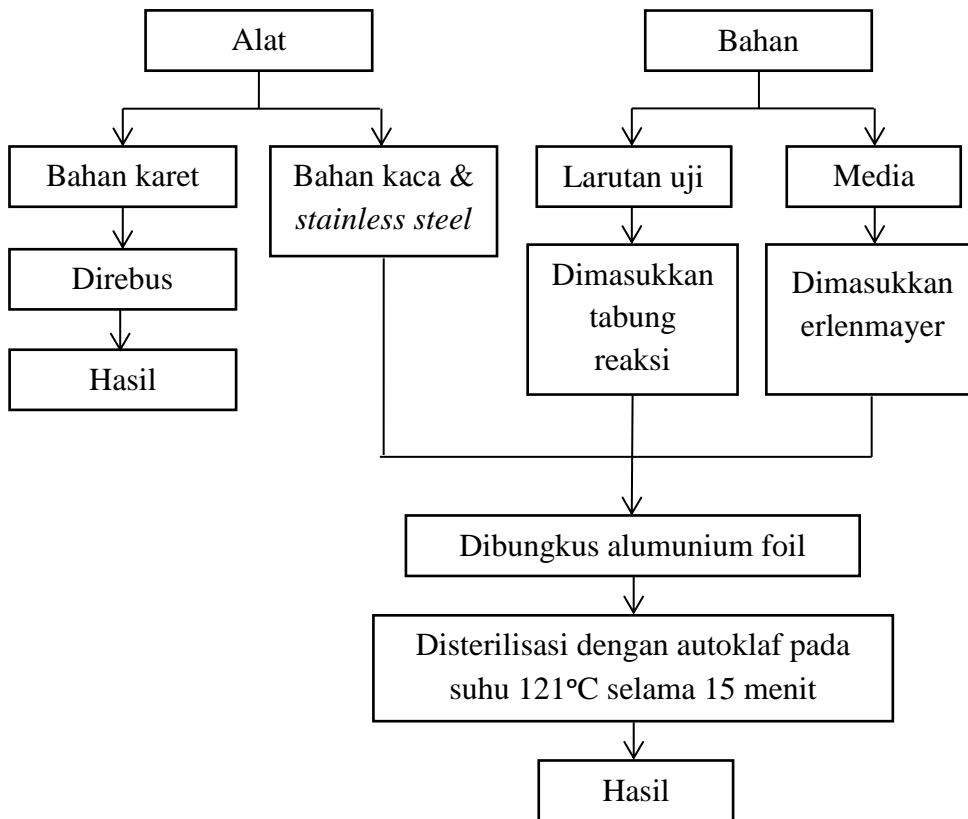 Alat
Bahan
Bahan karet
Bahan kaca &
stainless steel
Larutan uji
Media
Direbus
Dimasukkan
tabung
reaksi
Dimasukkan
erlenmayer
Hasil
Dibungkus alumunium foil
Disterilisasi dengan autoklaf pada
suhu 121°C selama 15 menit
Hasil